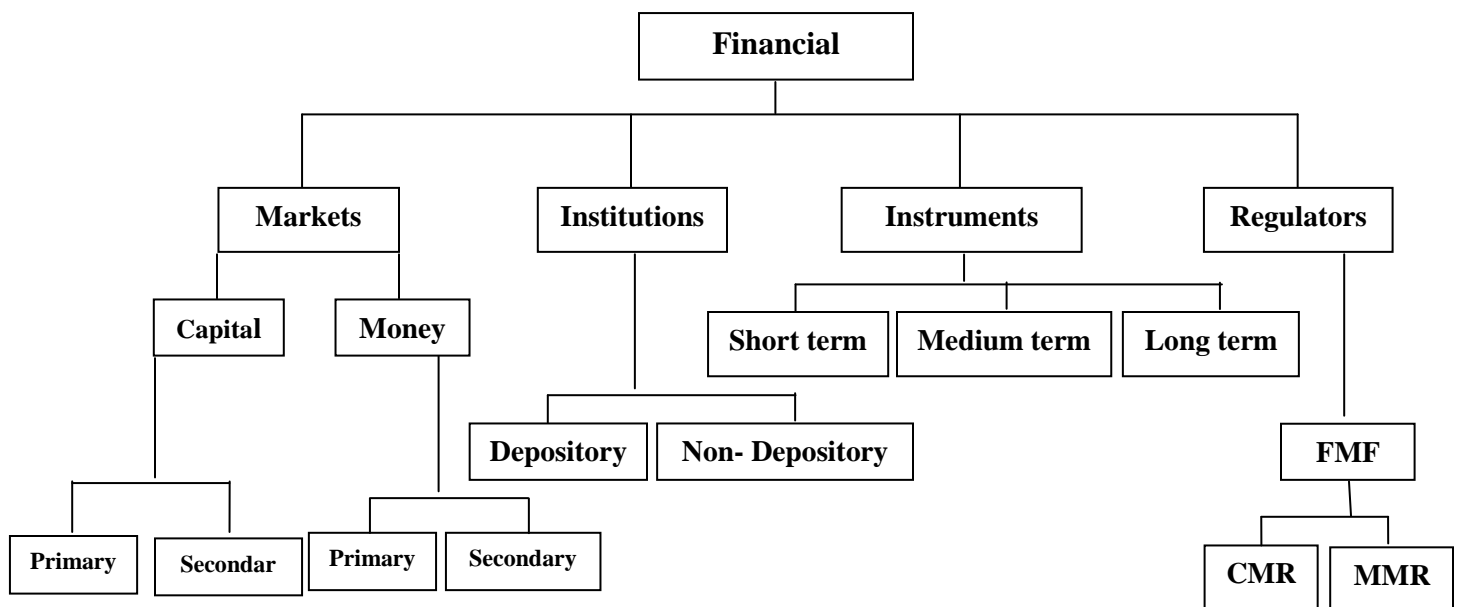 Financial
Markets
Institutions
Instruments
Regulators
Capital
Money
Short term
Medium term
Long term
Depository
Non- Depository
FMF
Primary
Secondar
Primary
Secondary
CMR
MMR